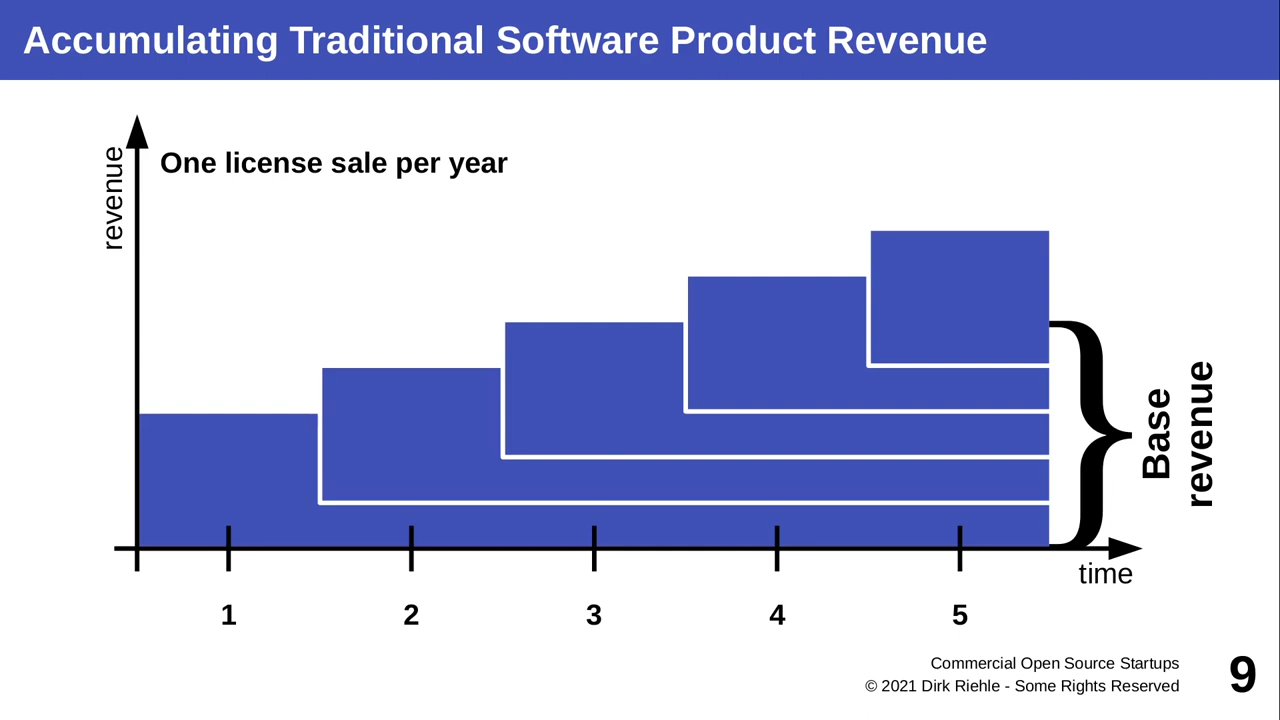 Accumulating Traditional Software Product Revenue
revenue
One license sale per year
Base
revenue
time
1
2
3
4
5
Commercial Open Source Startups
© 2021 Dirk Riehle - Some Rights Reserved
9